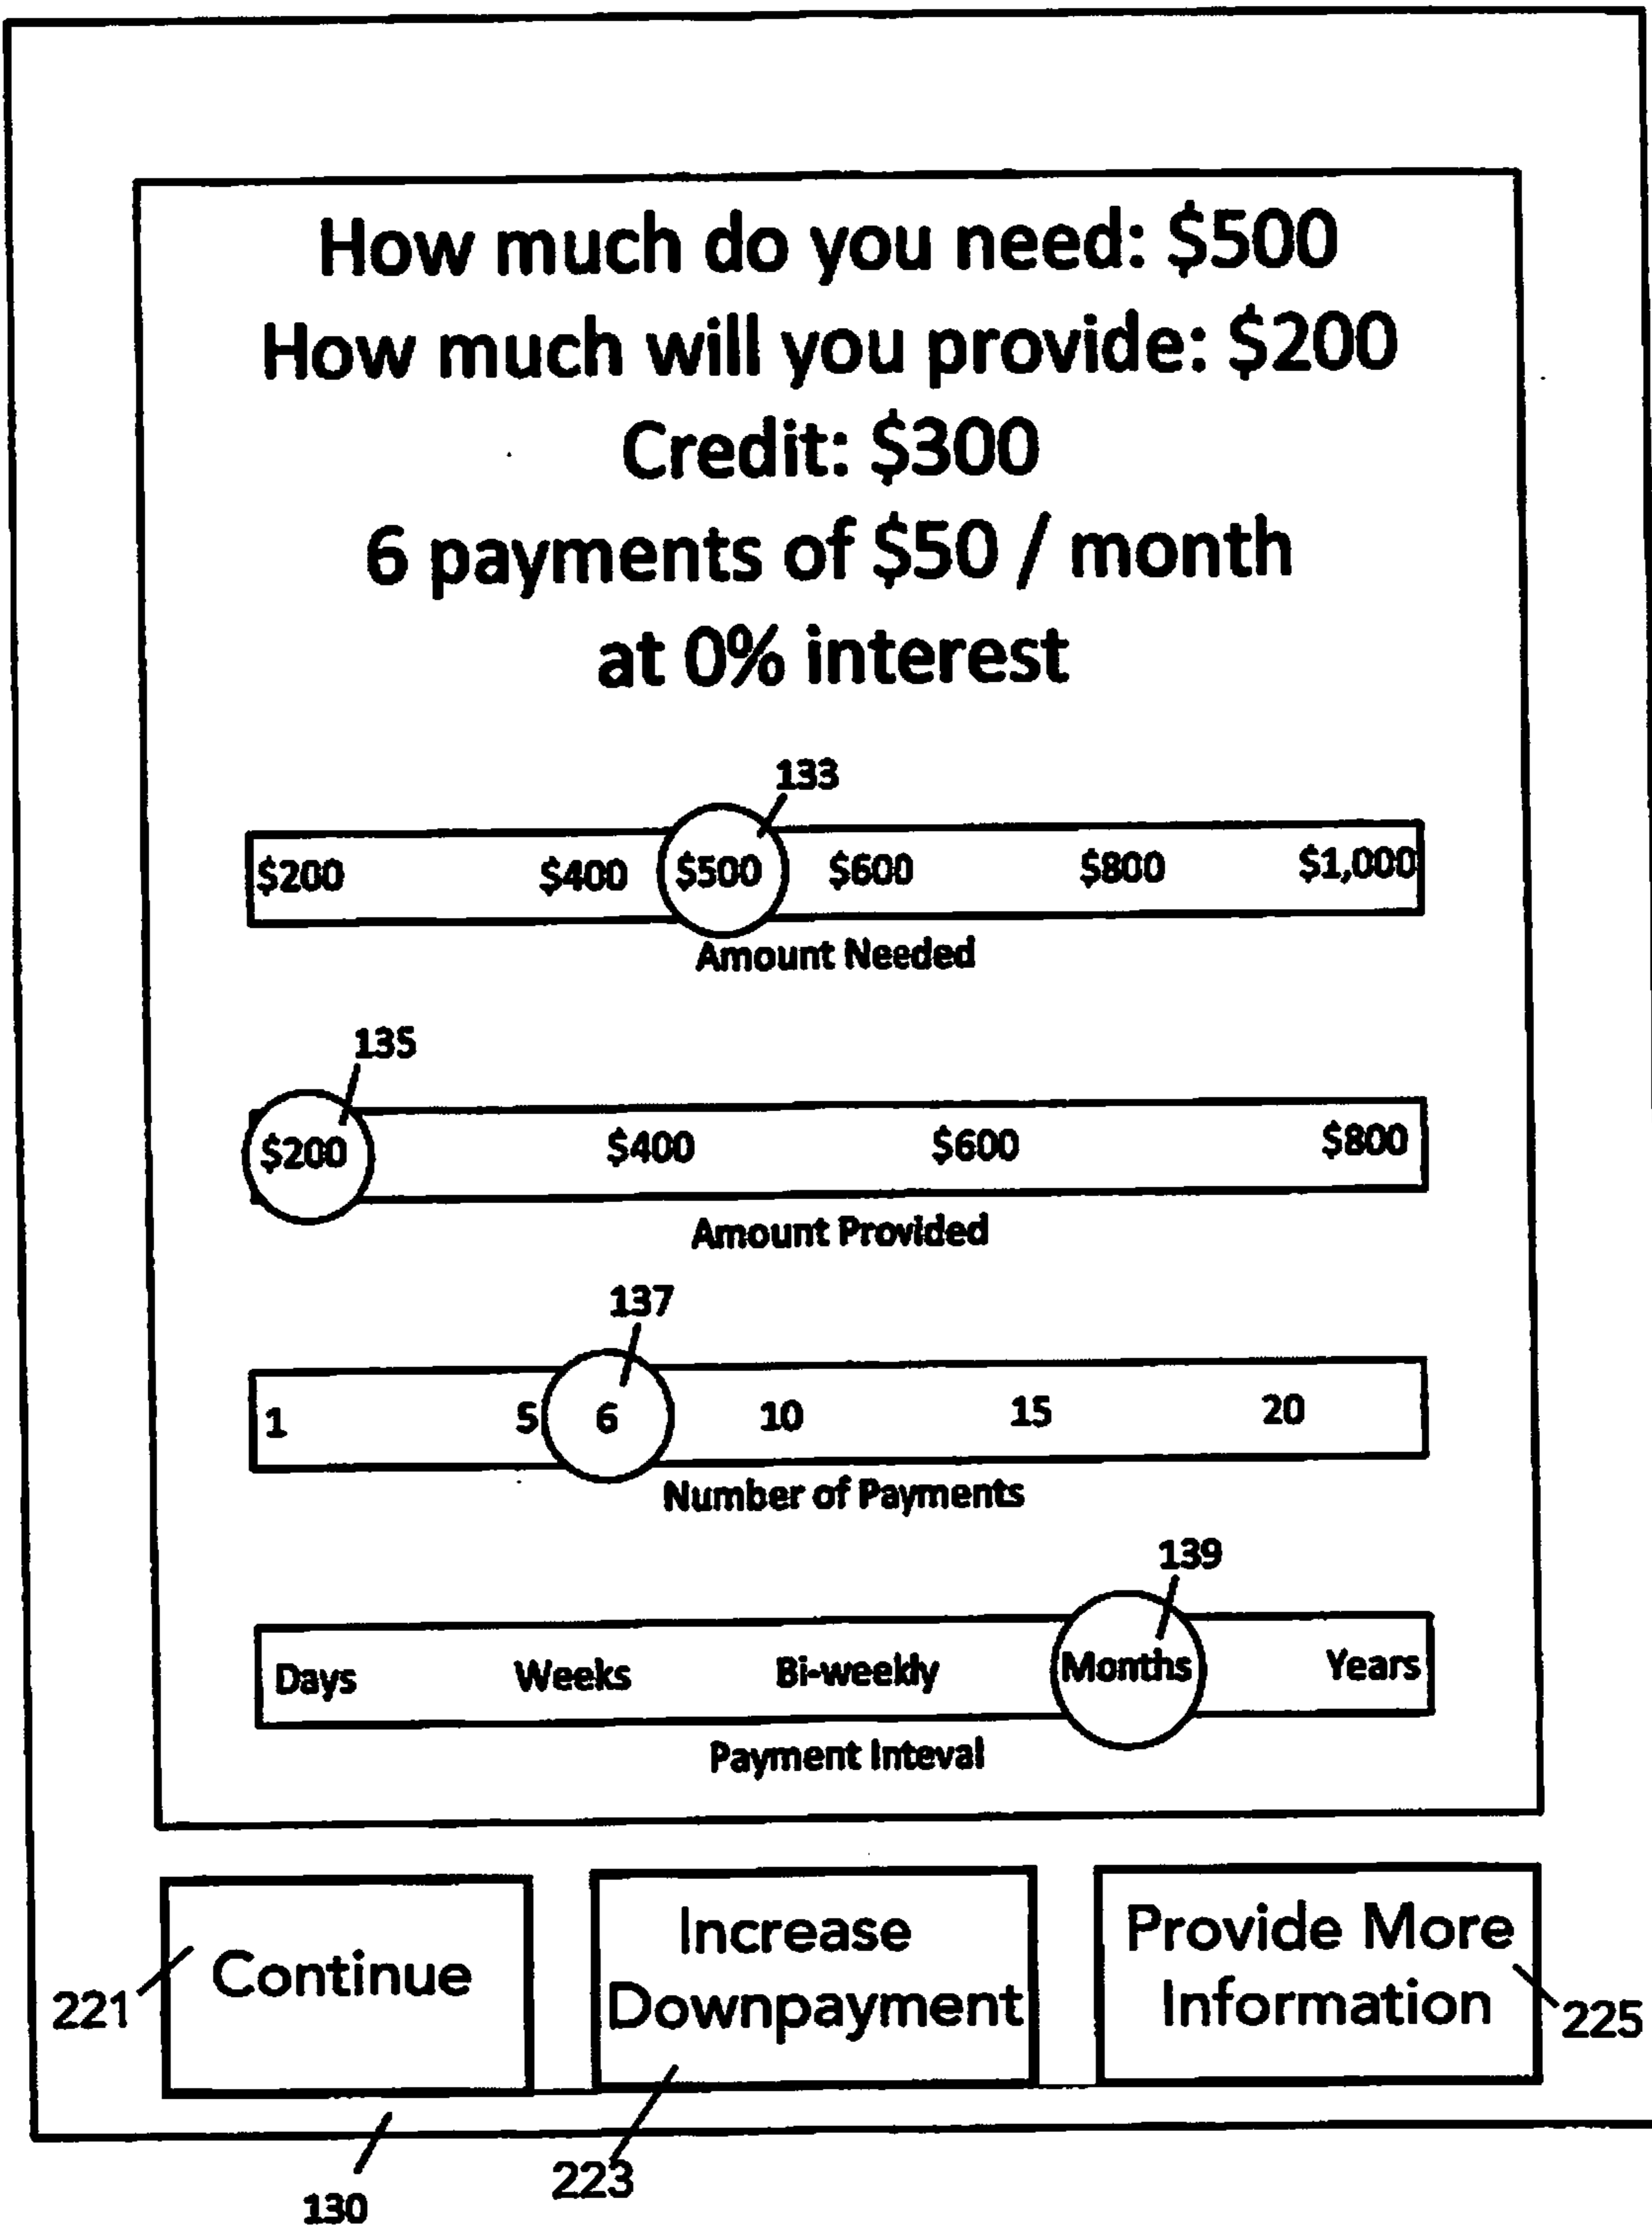 How much do you need: $500
How much will you provide: $200
Credit: $300
6 payments of $50 / month
at 0% interest
133
$200 $400 $500 $600 $800 $1,000
Amount Needed
135
$200 $400 $600 $800
Amount Provided
137
1 5 6 10 15 20
Number of Payments
139
Days Weeks Bi-weekly Months Years
Payment Inteval
Continue
Increase
Downpayment
Provide More
Information
221
225
223
130